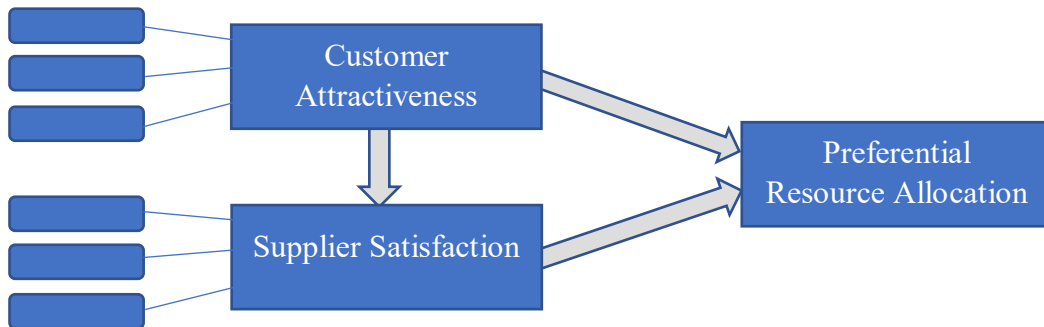 Customer
Attractiveness
Preferential
Resource Allocation
Supplier Satisfaction